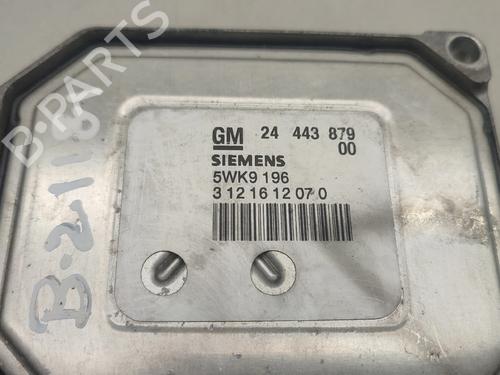 B-PARTS
GM 24 443 879
00
SIEMENS
5WK9 196
3 12 16 12 07 0
B-2118